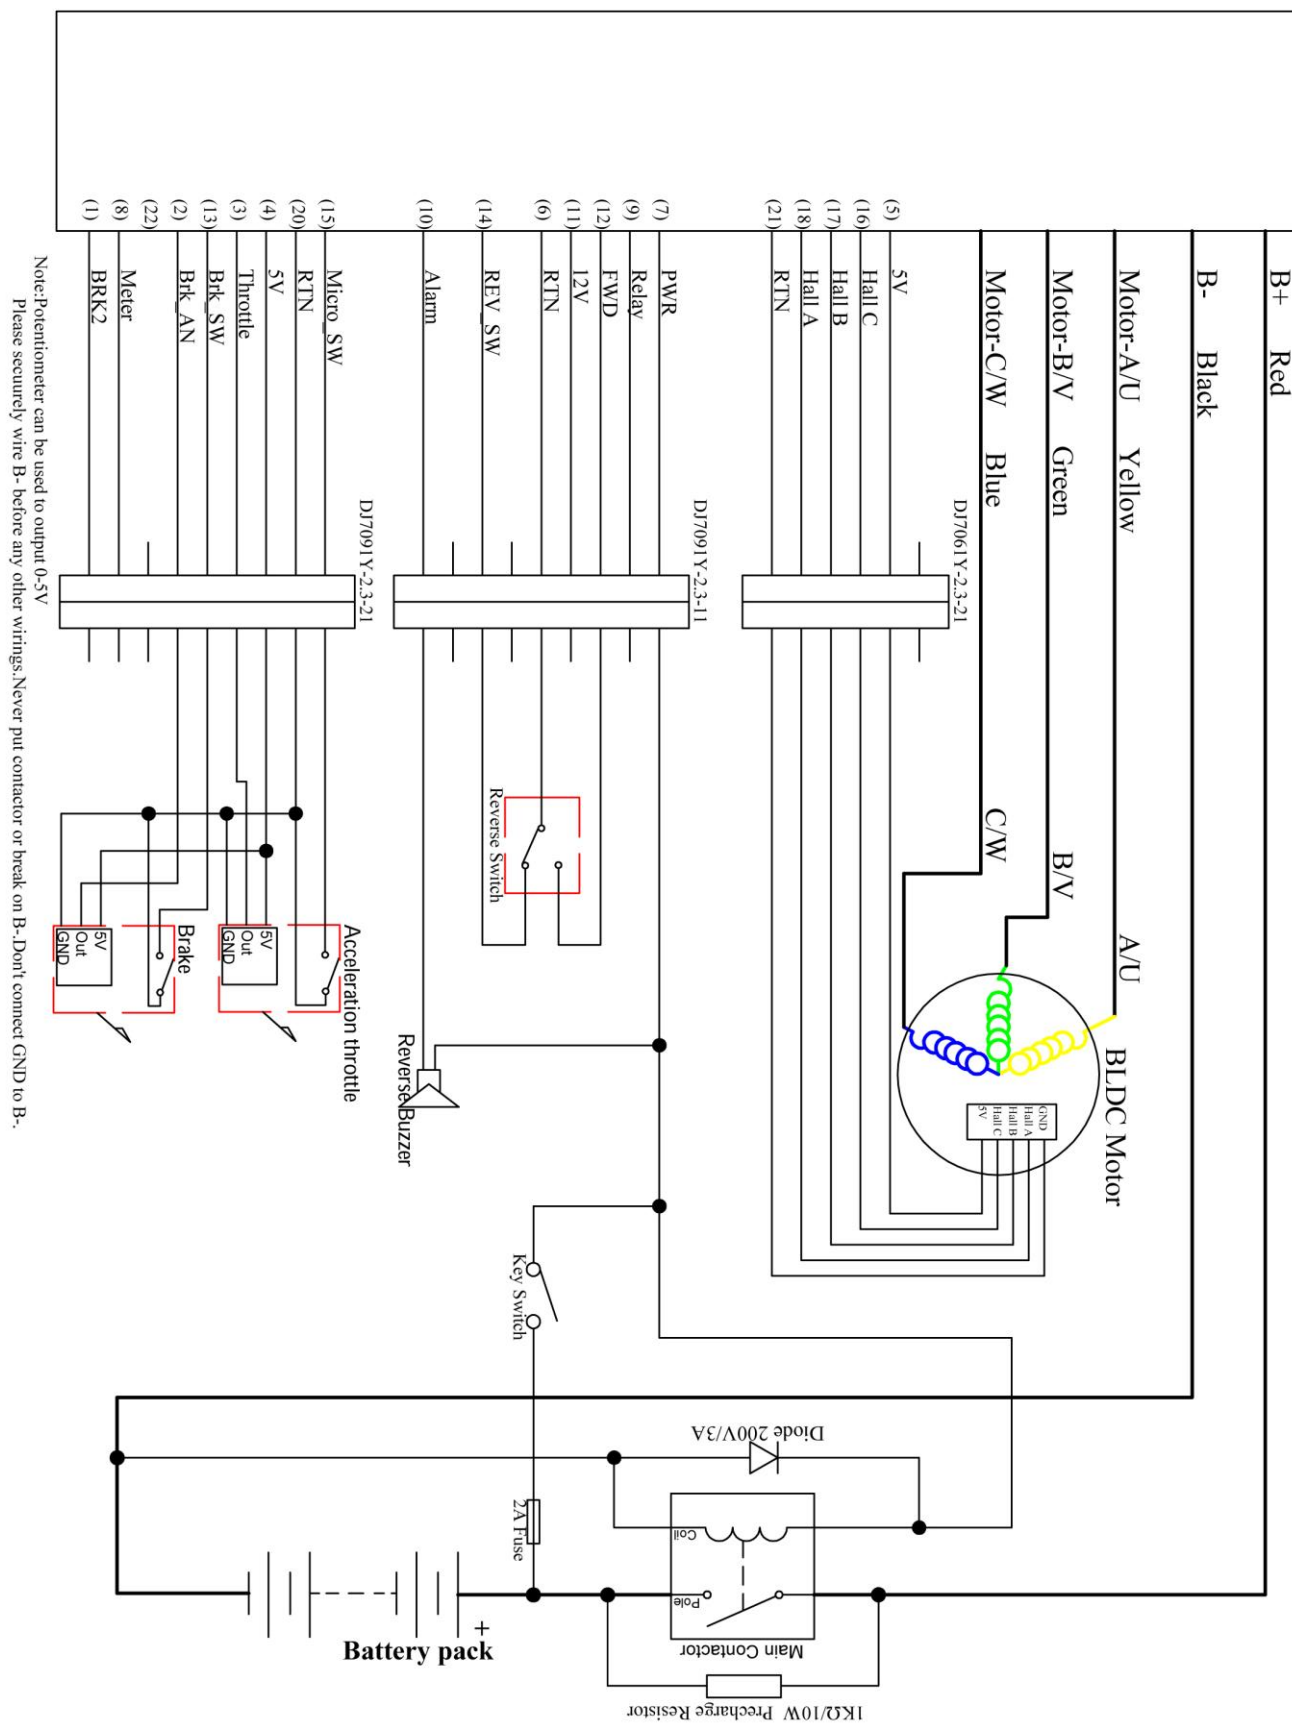 B+ Red
B- Black
Motor-A/U Yellow
Motor-B/V Green
Motor-C/W Blue
(5) 5V
(16) Hall C
(17) Hall B
(18) Hall A
(21) RTN
DJ7061Y-2.3-21
A/U
B/V
C/W
BLDC Motor
GND
Hall A
Hall B
Hall C
5V
(7) PWR
(9) Relay
(12) FWD
(11) 12V
(6) RTN
(14) REV_SW
(10) Alarm
DJ7091Y-2.3-11
Reverse Switch
Reverse Buzzer
Key Switch
2A Fuse
Diode 200V/3A
Coil
Pole
Main Contactor
1KΩ/10W Precharge Resistor
+
Battery pack
(15) Micro_SW
(20) RTN
(4) 5V
(3) Throttle
(13) Brk_SW
(2) Brk_AN
(22)
(8) Meter
(1) BRK2
DJ7091Y-2.3-21
Acceleration throttle
5V
Out
GND
Brake
5V
Out
GND
Note:Potentiometer can be used to output 0-5V
Please secuurely wire B- before any other wirings.Never put contactor or break on B-.Don't connect GND to B-.